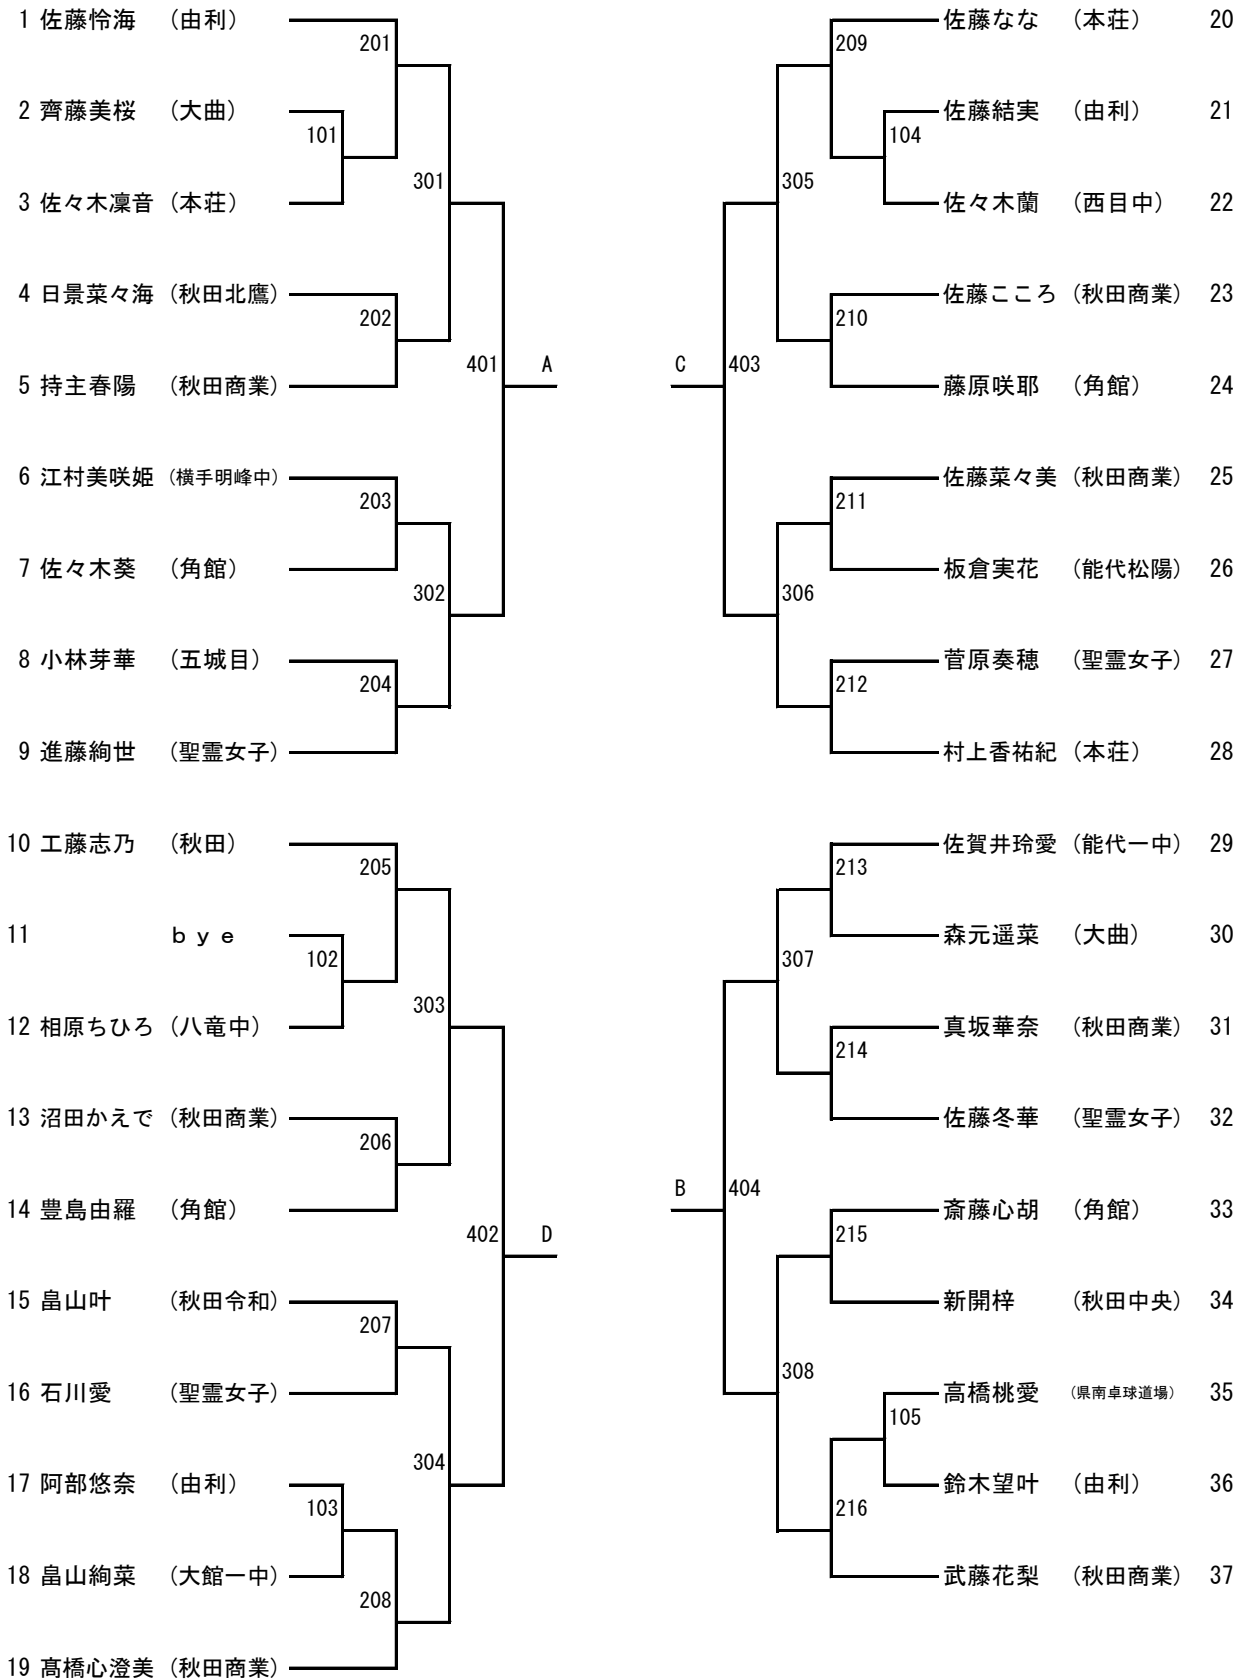 1 佐藤怜海 （由利）
201
2 齊藤美桜 （大曲）
101
3 佐々木凜音 （本荘）
301
4 日景菜々海 （秋田北鷹）
202
5 持主春陽 （秋田商業）
401 A
6 江村美咲姫 （横手明峰中）
203
7 佐々木葵 （角館）
302
8 小林芽華 （五城目）
204
9 進藤絢世 （聖霊女子）
10 工藤志乃 （秋田）
205
11 ｂｙｅ
102
12 相原ちひろ （八竜中）
303
13 沼田かえで （秋田商業）
206
14 豊島由羅 （角館）
402 D
15 畠山叶 （秋田令和）
207
16 石川愛 （聖霊女子）
304
17 阿部悠奈 （由利）
103
18 畠山絢菜 （大館一中）
208
19 髙橋心澄美 （秋田商業）
佐藤なな （本荘） 20
209
佐藤結実 （由利） 21
104
佐々木蘭 （西目中） 22
305
佐藤こころ （秋田商業） 23
210
藤原咲耶 （角館） 24
C 403
佐藤菜々美 （秋田商業） 25
211
板倉実花 （能代松陽） 26
306
菅原奏穂 （聖霊女子） 27
212
村上香祐紀 （本荘） 28
佐賀井玲愛 （能代一中） 29
213
森元遥菜 （大曲） 30
307
真坂華奈 （秋田商業） 31
214
佐藤冬華 （聖霊女子） 32
B 404
斎藤心胡 （角館） 33
215
新開梓 （秋田中央） 34
308
高橋桃愛 （県南卓球道場） 35
105
鈴木望叶 （由利） 36
216
武藤花梨 （秋田商業） 37